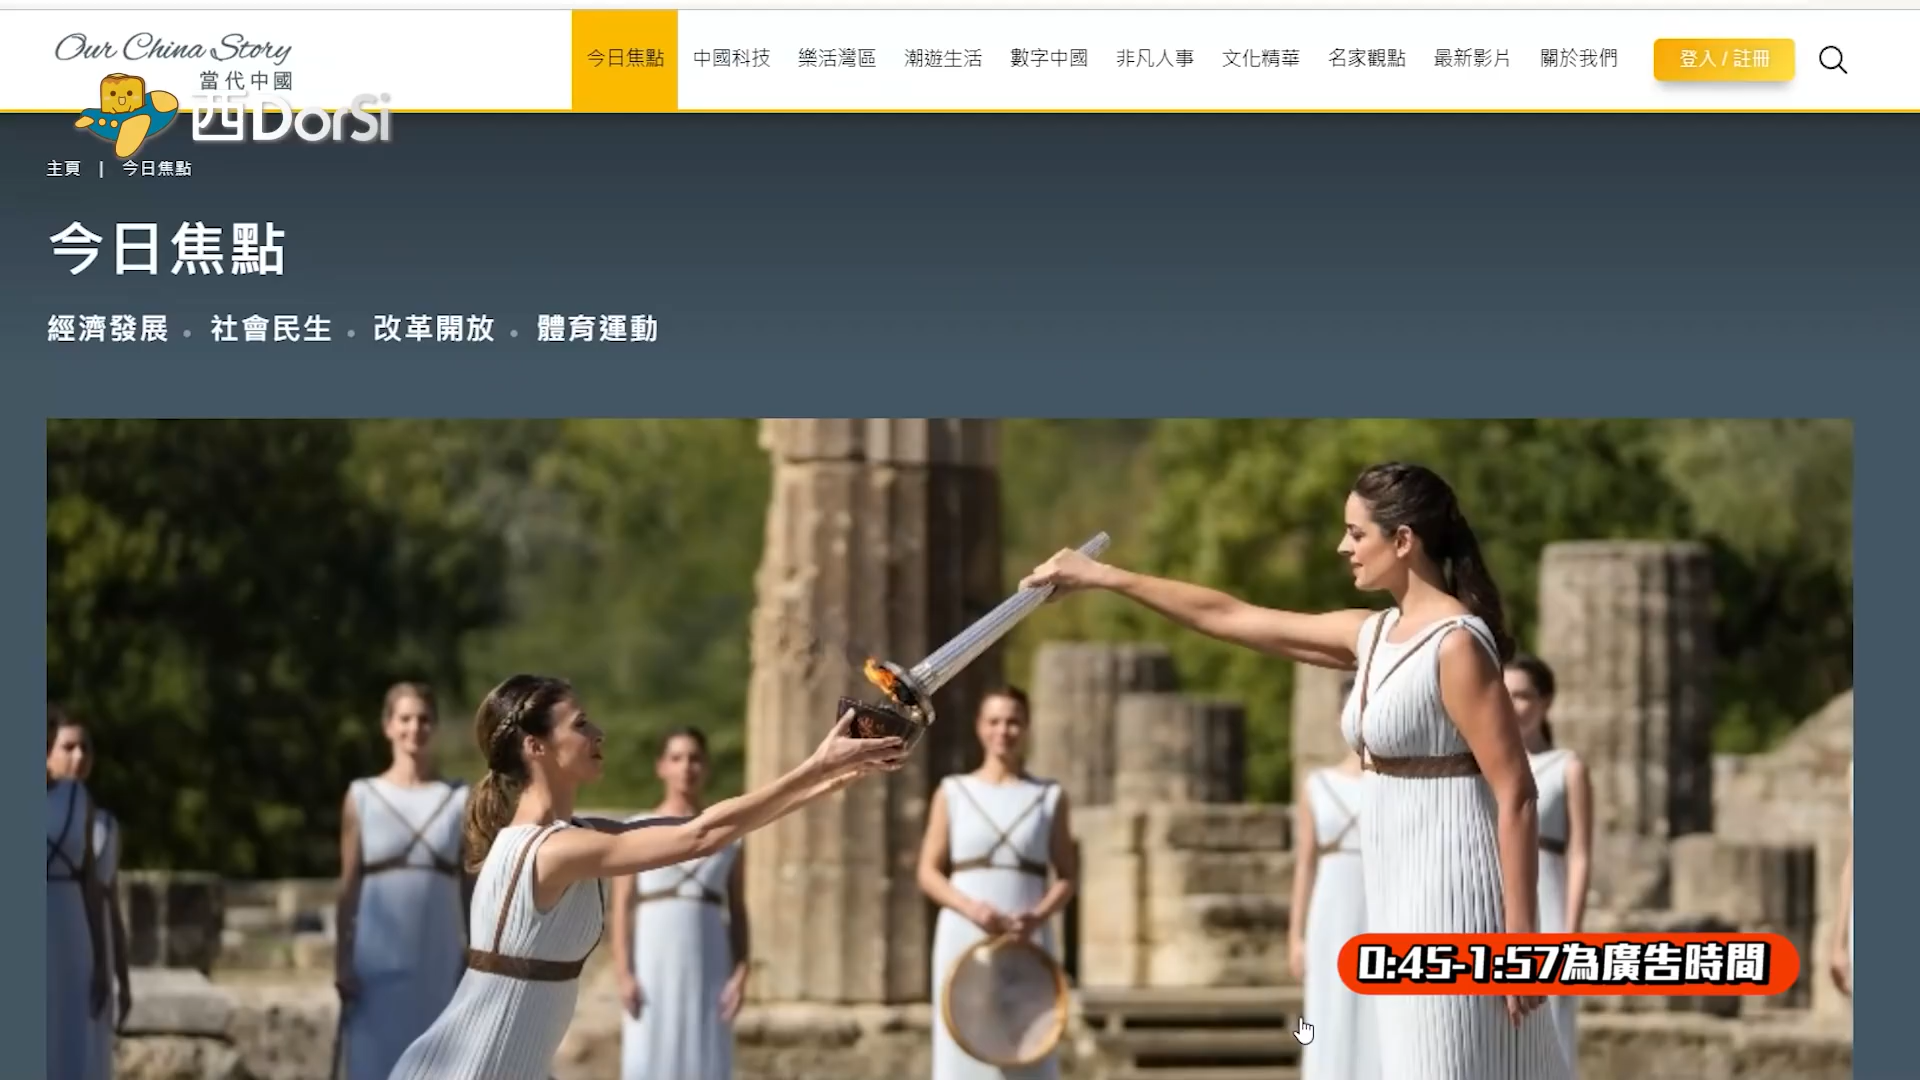 Our China Story
當代中國
今日焦點
中國科技
樂活灣區
潮遊生活
數字中國
非凡人事
文化精華
名家觀點
最新影片
關於我們
登入 / 註冊
西DorSi
主頁 | 今日焦點
今日焦點
經濟發展 • 社會民生 • 改革開放 • 體育運動
0:45-1:57為廣告時間